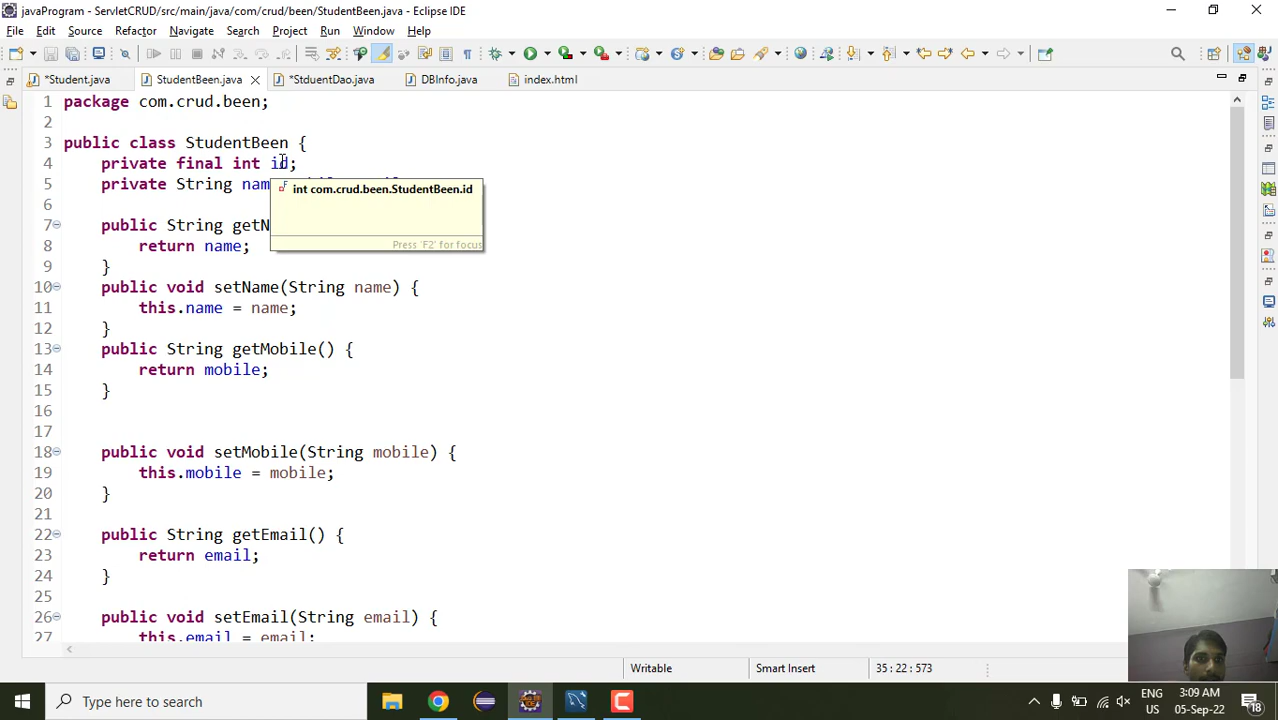 javaProgram - ServletCRUD/src/main/java/com/crud/been/StudentBeen.java - Eclipse IDE
File Edit Source Refactor Navigate Search Project Run Window Help
*Student.java StudentBeen.java *StduentDao.java DBInfo.java index.html
1 package com.crud.been;
2
3 public class StudentBeen {
4 private final int id;
5 private String nam
int com.crud.been.StudentBeen.id
6
7 public String getN
8 return name;
Press 'F2' for focus
9 }
10 public void setName(String name) {
11 this.name = name;
12 }
13 public String getMobile() {
14 return mobile;
15 }
16
17
18 public void setMobile(String mobile) {
19 this.mobile = mobile;
20 }
21
22 public String getEmail() {
23 return email;
24 }
25
26 public void setEmail(String email) {
27 this.email = email;
Writable Smart Insert 35 : 22 : 573
Type here to search
ENG
US
3:09 AM
05-Sep-22
18